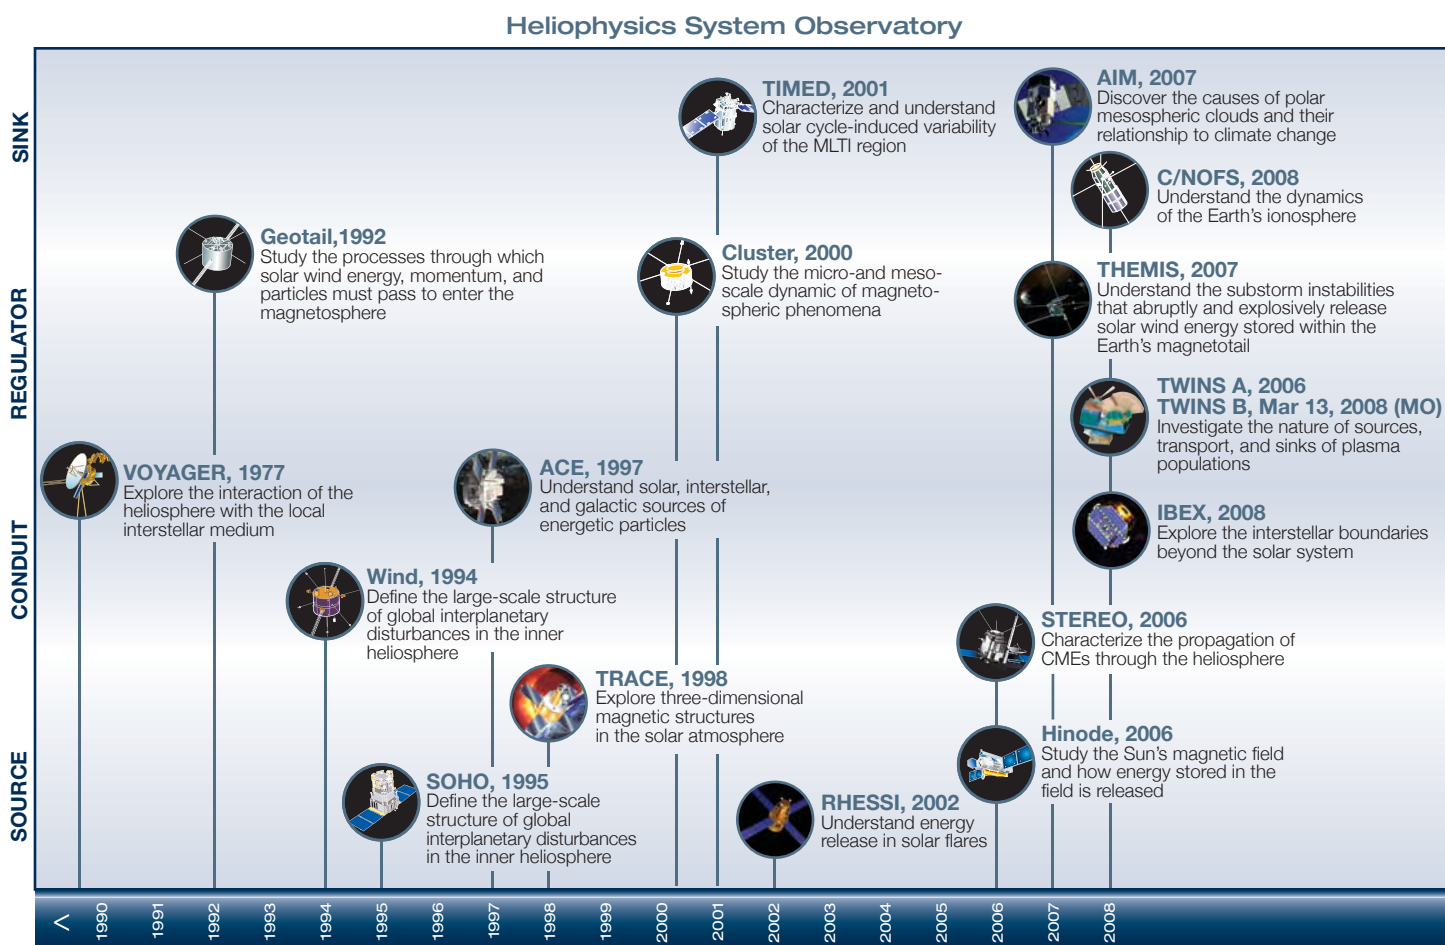 Heliophysics System Observatory
SINK
REGULATOR
CONDUIT
SOURCE
TIMED, 2001
Characterize and understand
solar cycle-induced variability
of the MLTI region
AIM, 2007
Discover the causes of polar
mesospheric clouds and their
relationship to climate change
C/NOFS, 2008
Understand the dynamics
of the Earth's ionosphere
Geotail,1992
Study the processes through which
solar wind energy, momentum, and
particles must pass to enter the
magnetosphere
Cluster, 2000
Study the micro-and meso-
scale dynamic of magneto-
spheric phenomena
THEMIS, 2007
Understand the substorm instabilities
that abruptly and explosively release
solar wind energy stored within the
Earth's magnetotail
TWINS A, 2006
TWINS B, Mar 13, 2008 (MO)
Investigate the nature of sources,
transport, and sinks of plasma
populations
VOYAGER, 1977
Explore the interaction of the
heliosphere with the local
interstellar medium
ACE, 1997
Understand solar, interstellar,
and galactic sources of
energetic particles
IBEX, 2008
Explore the interstellar boundaries
beyond the solar system
Wind, 1994
Define the large-scale structure
of global interplanetary
disturbances in the inner
heliosphere
STEREO, 2006
Characterize the propagation of
CMEs through the heliosphere
TRACE, 1998
Explore three-dimensional
magnetic structures
in the solar atmosphere
Hinode, 2006
Study the Sun's magnetic field
and how energy stored in the
field is released
SOHO, 1995
Define the large-scale
structure of global
interplanetary disturbances
in the inner heliosphere
RHESSI, 2002
Understand energy
release in solar flares
<
1990
1991
1992
1993
1994
1995
1996
1997
1998
1999
2000
2001
2002
2003
2004
2005
2006
2007
2008